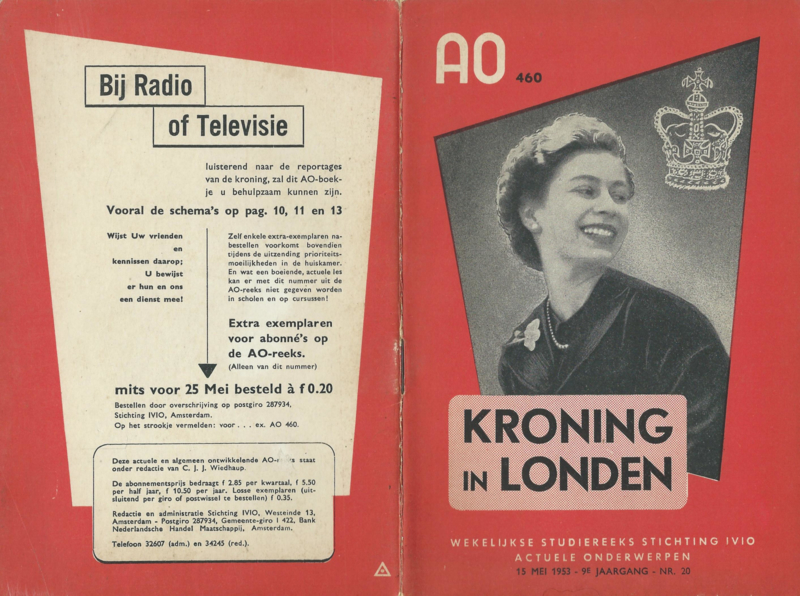 Bij Radio
of Televisie
luisterend naar de reportages
van de kroning, zal dit AO-boek-
je u behulpzaam kunnen zijn.
Vooral de schema's op pag. 10, 11 en 13
Wijst Uw vrienden
en
kennissen daarop;
U bewijst
er hun en ons
een dienst mee!
Zelf enkele extra-exemplaren na-
bestellen voorkomt bovendien
tijdens de uitzending prioriteits-
moeilijkheden in de huiskamer.
En wat een boeiende, actuele les
kan er met dit nummer uit de
AO-reeks niet gegeven worden
in scholen en op cursussen!
Extra exemplaren
voor abonné's op
de AO-reeks.
(Alleen van dit nummer)
mits voor 25 Mei besteld à f 0.20
Bestellen door overschrijving op postgiro 287934,
Stichting IVIO, Amsterdam.
Op het strookje vermelden: voor . . . ex. AO 460.
Deze actuele en algemeen ontwikkelende staat
onder redactie van C. J. J. Wiedhaup.
De abonnementsprijs bedraagt f 2.85 per kwartaal, f 5.50
per half jaar, f 10.50 per jaar. Losse exemplaren (uit-
sluitend per giro of postwissel te bestellen) f 0.35.
Redactie en administratie Stichting IVIO, Westeinde 13,
Amsterdam - Postgiro 287934, Gemeente-giro I 422, Bank
Nederlandsche Handel Maatschappij, Amsterdam.
Telefoon 32607 (adm.) en 34245 (red.).
AO 460
KRONING
IN LONDEN
WEKELIJKSE STUDIEREEKS STICHTING IVIO
ACTUELE ONDERWERPEN
15 MEI 1953 - 9E JAARGANG - NR. 20